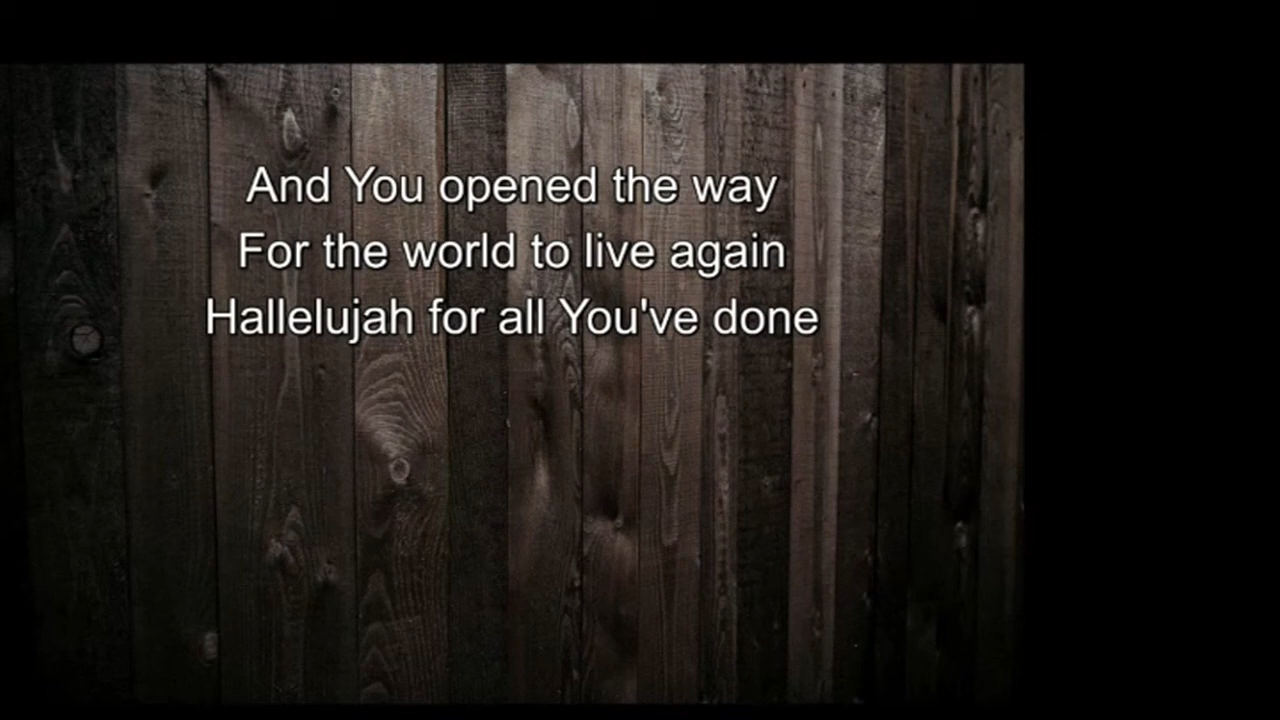 And You opened the way
For the world to live again
Hallelujah for all You've done